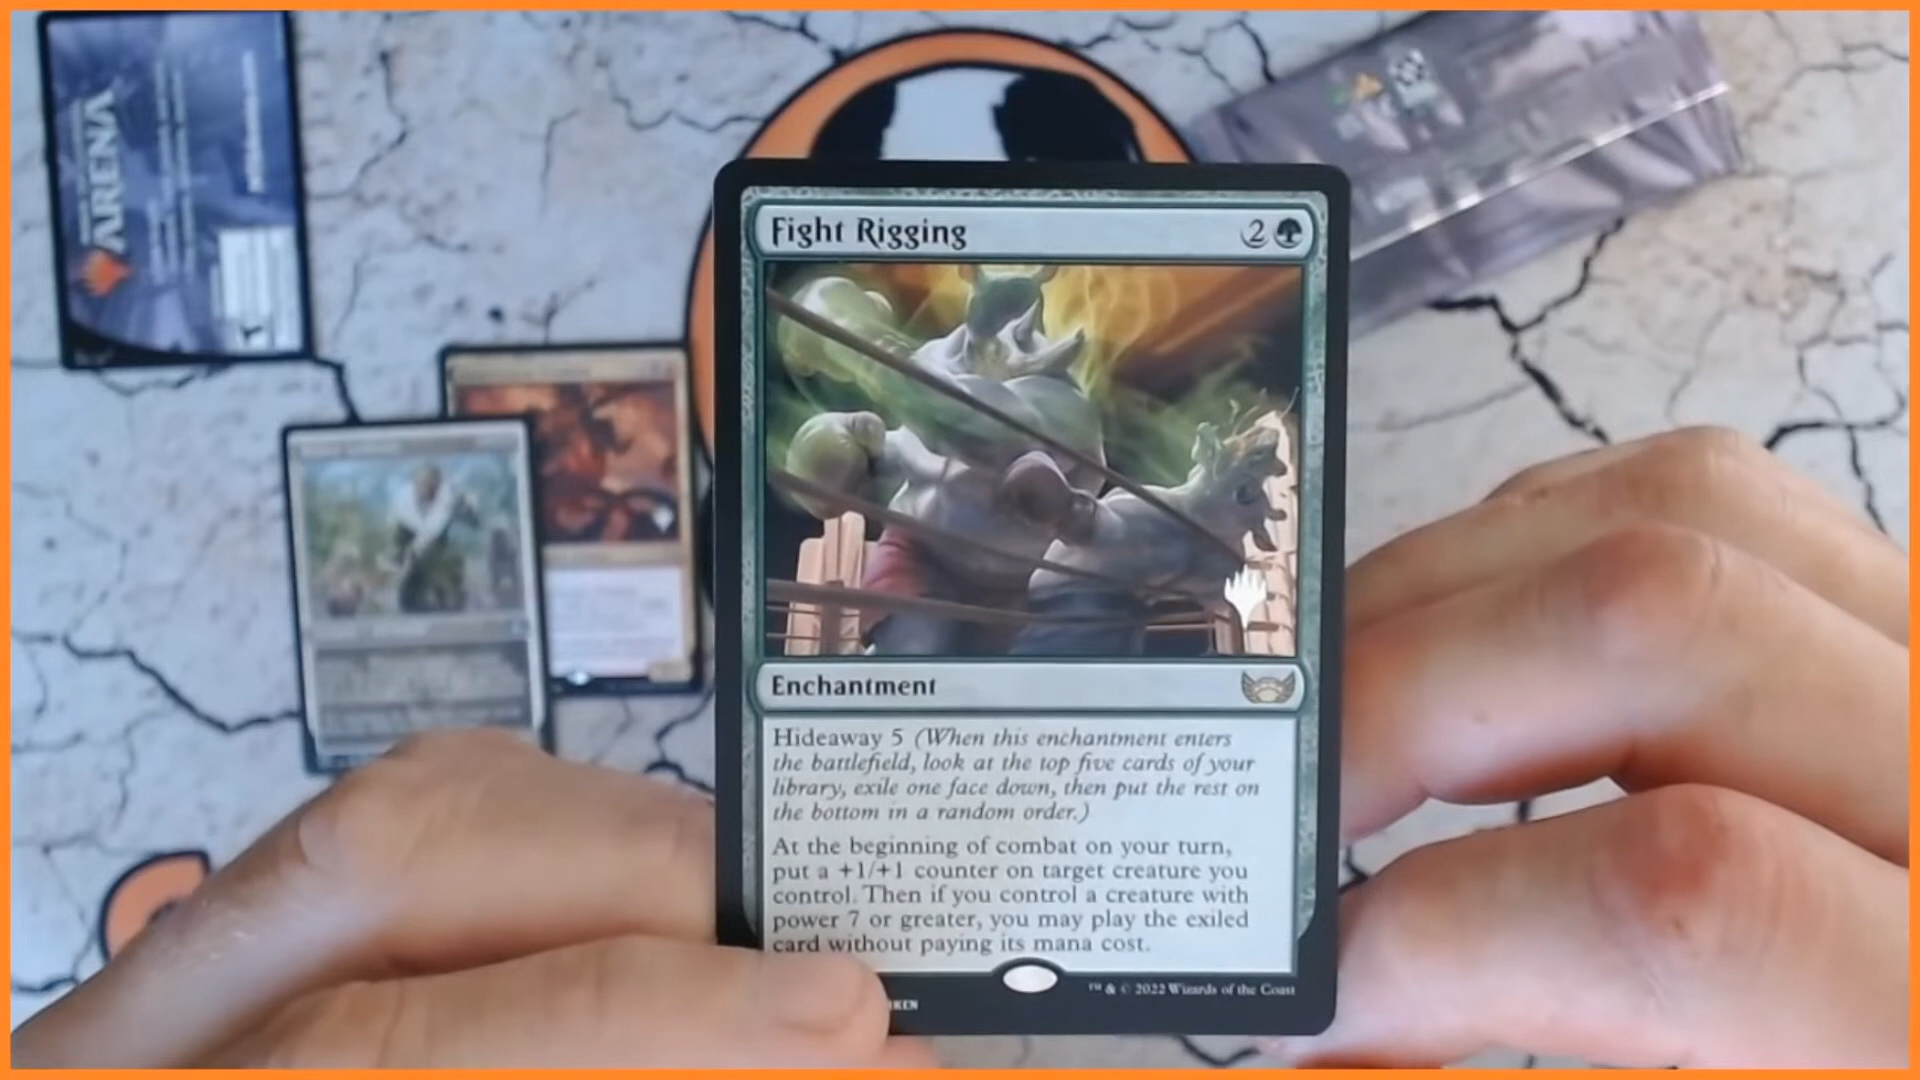 ARENA
Fight Rigging 2
Enchantment
Hideaway 5 (When this enchantment enters
the battlefield, look at the top five cards of your
library, exile one face down, then put the rest on
the bottom in a random order.)
At the beginning of combat on your turn,
put a +1/+1 counter on target creature you
control. Then if you control a creature with
power 7 or greater, you may play the exiled
card without paying its mana cost.
™ & © 2022 Wizards of the Coast